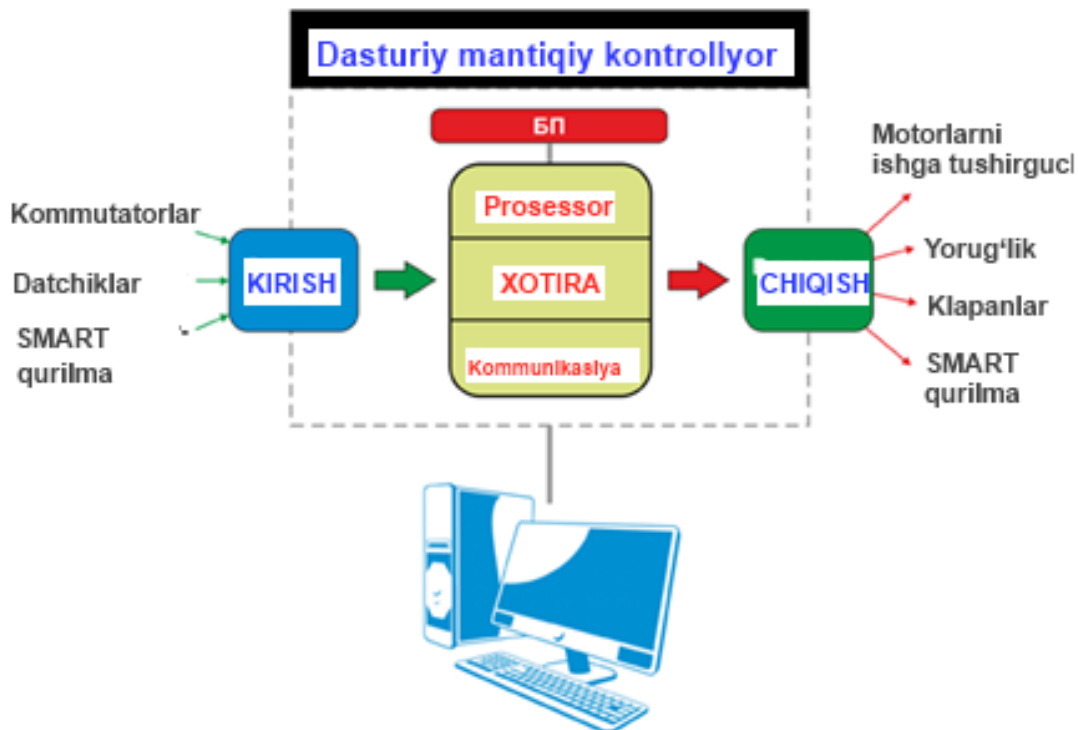 Dasturiy mantiqiy kontrollyor
БП
Motorlarni
ishga tushirgucl
Prosessor
Kommutatorlar
Yorug‘lik
Datchiklar
KIRISH
XOTIRA
CHIQISH
Klapanlar
SMART
qurilma
Kommunikasiya
SMART
qurilma